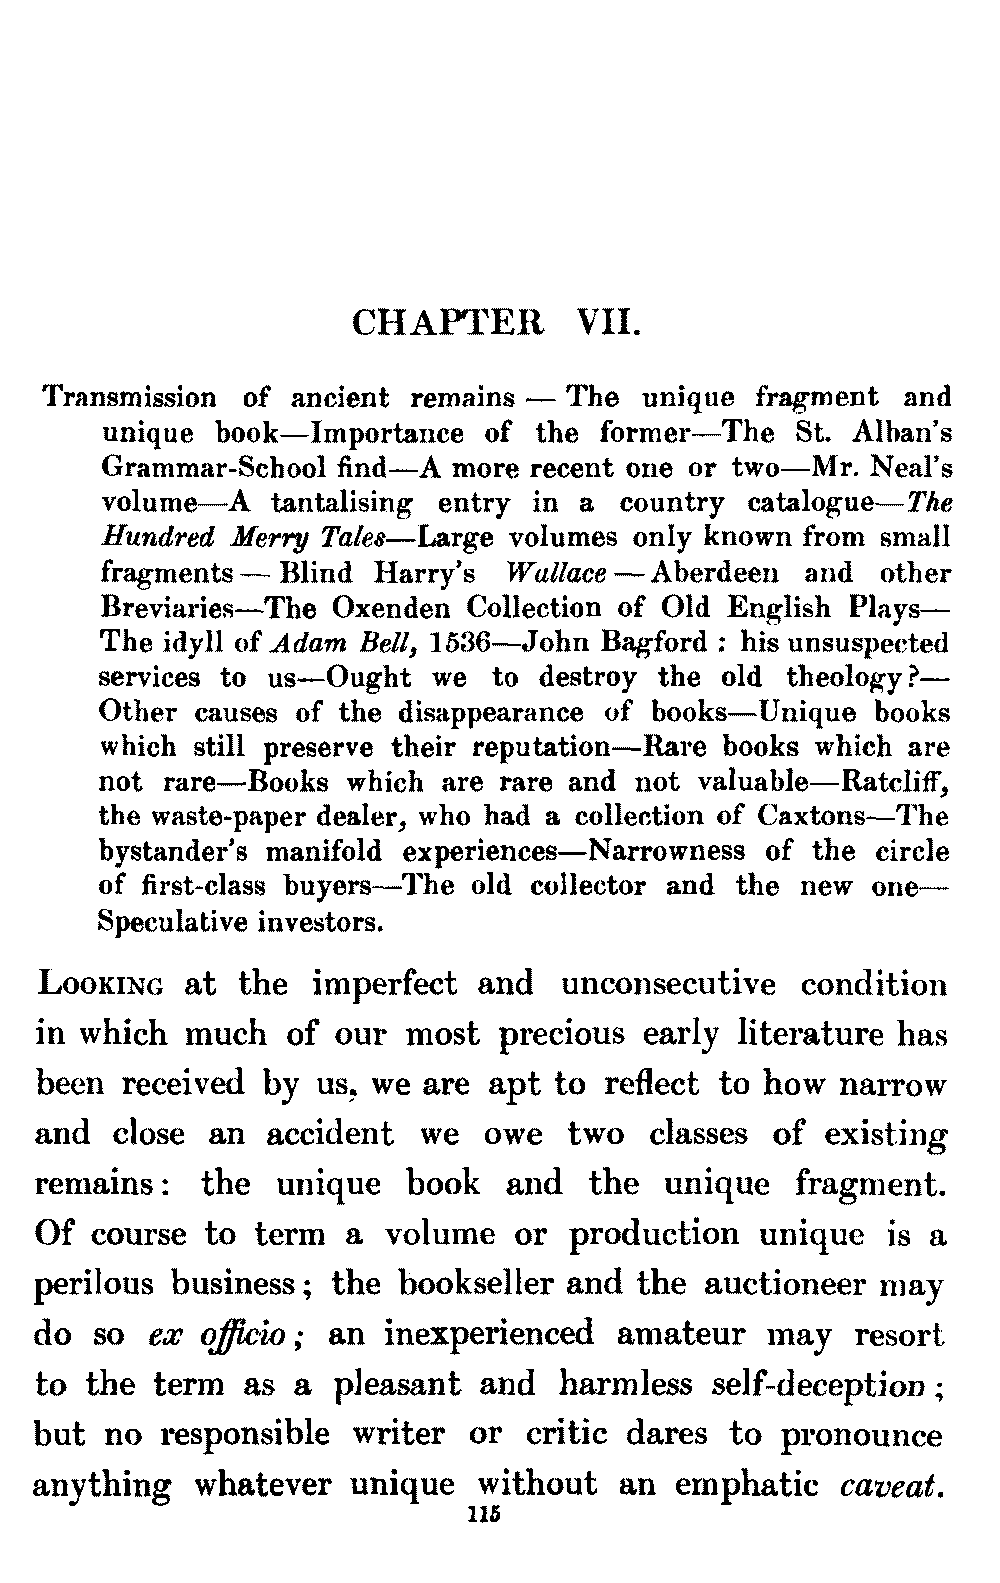 CHAPTER VII.
Transmission of ancient remains — The unique fragment and
unique book—Importance of the former—The St. Alban's
Grammar-School find—A more recent one or two—Mr. Neal's
volume—A tantalising entry in a country catalogue—The
Hundred Merry Tales—Large volumes only known from small
fragments — Blind Harry's Wallace — Aberdeen and other
Breviaries—The Oxenden Collection of Old English Plays—
The idyll of Adam Bell, 1536—John Bagford : his unsuspected
services to us—Ought we to destroy the old theology?—
Other causes of the disappearance of books—Unique books
which still preserve their reputation—Rare books which are
not rare—Books which are rare and not valuable—Ratcliff,
the waste-paper dealer, who had a collection of Caxtons—The
bystander's manifold experiences—Narrowness of the circle
of first-class buyers—The old collector and the new one—
Speculative investors.
LOOKING at the imperfect and unconsecutive condition
in which much of our most precious early literature has
been received by us, we are apt to reflect to how narrow
and close an accident we owe two classes of existing
remains: the unique book and the unique fragment.
Of course to term a volume or production unique is a
perilous business; the bookseller and the auctioneer may
do so ex officio; an inexperienced amateur may resort
to the term as a pleasant and harmless self-deception;
but no responsible writer or critic dares to pronounce
anything whatever unique without an emphatic caveat.
115